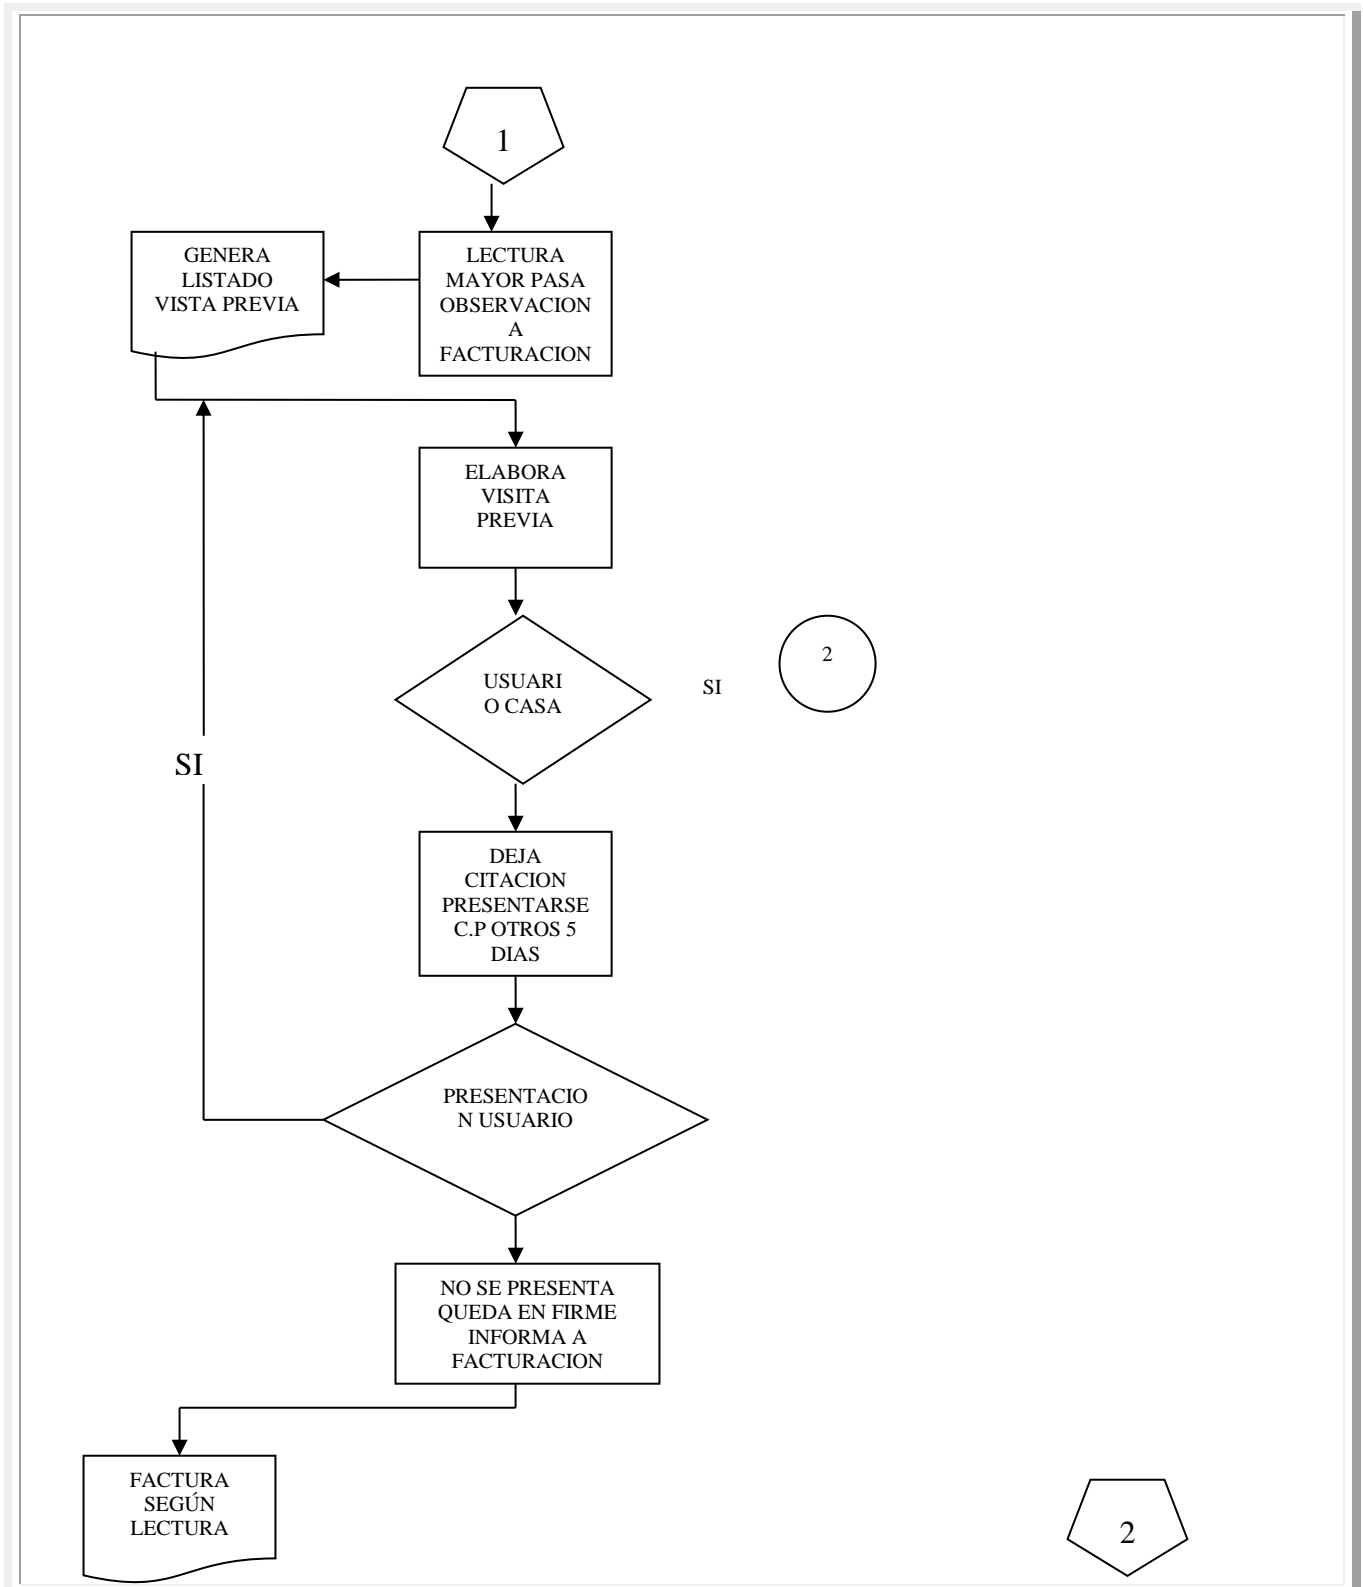 1
GENERA
LISTADO
VISTA PREVIA
LECTURA
MAYOR PASA
OBSERVACION
A
FACTURACION
ELABORA
VISITA
PREVIA
USUARI
O CASA
SI
2
SI
DEJA
CITACION
PRESENTARSE
C.P OTROS 5
DIAS
PRESENTACIO
N USUARIO
NO SE PRESENTA
QUEDA EN FIRME
INFORMA A
FACTURACION
FACTURA
SEGÚN
LECTURA
2